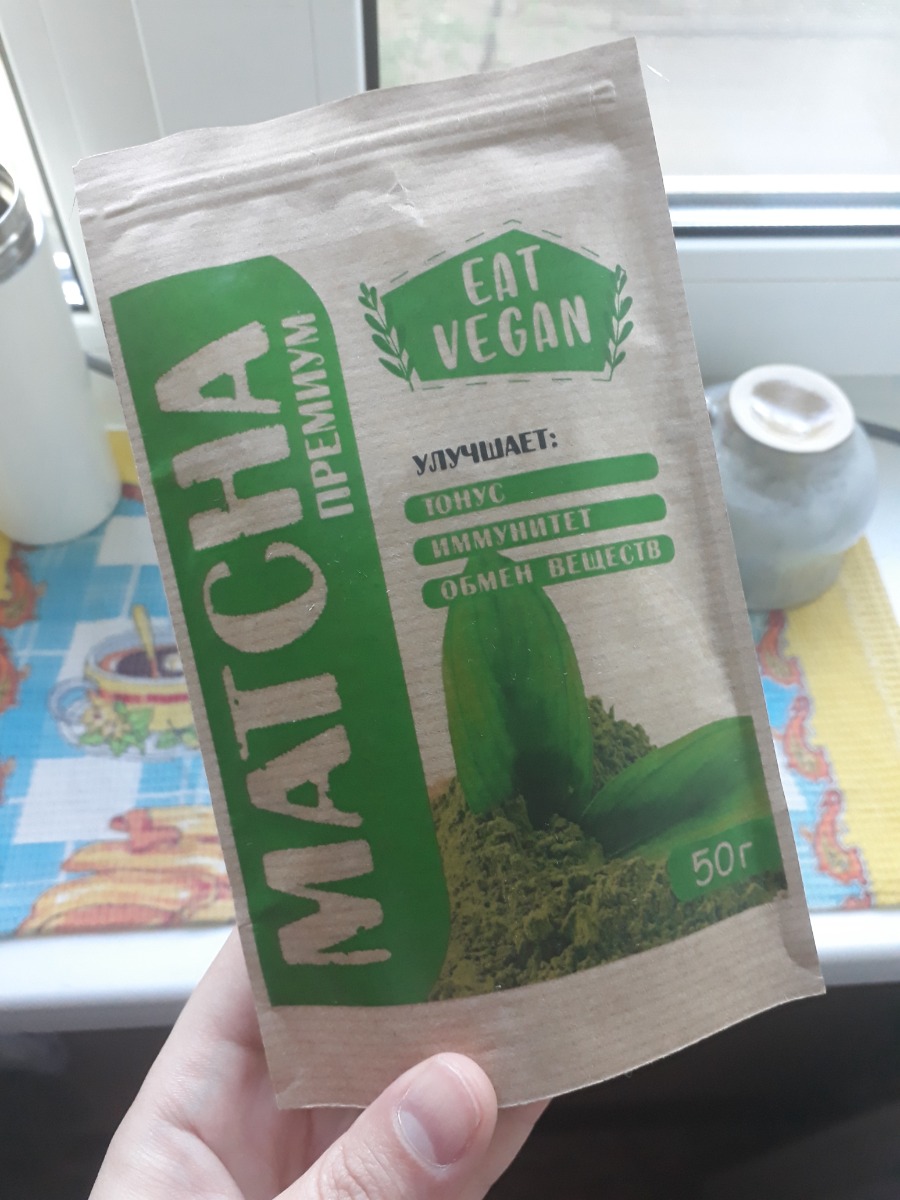 MATCHA
ПРЕМИУМ
EAT
VEGAN
УЛУЧШАЕТ:
ТОНУС
ИММУНИТЕТ
ОБМЕН ВЕЩЕСТВ
50г